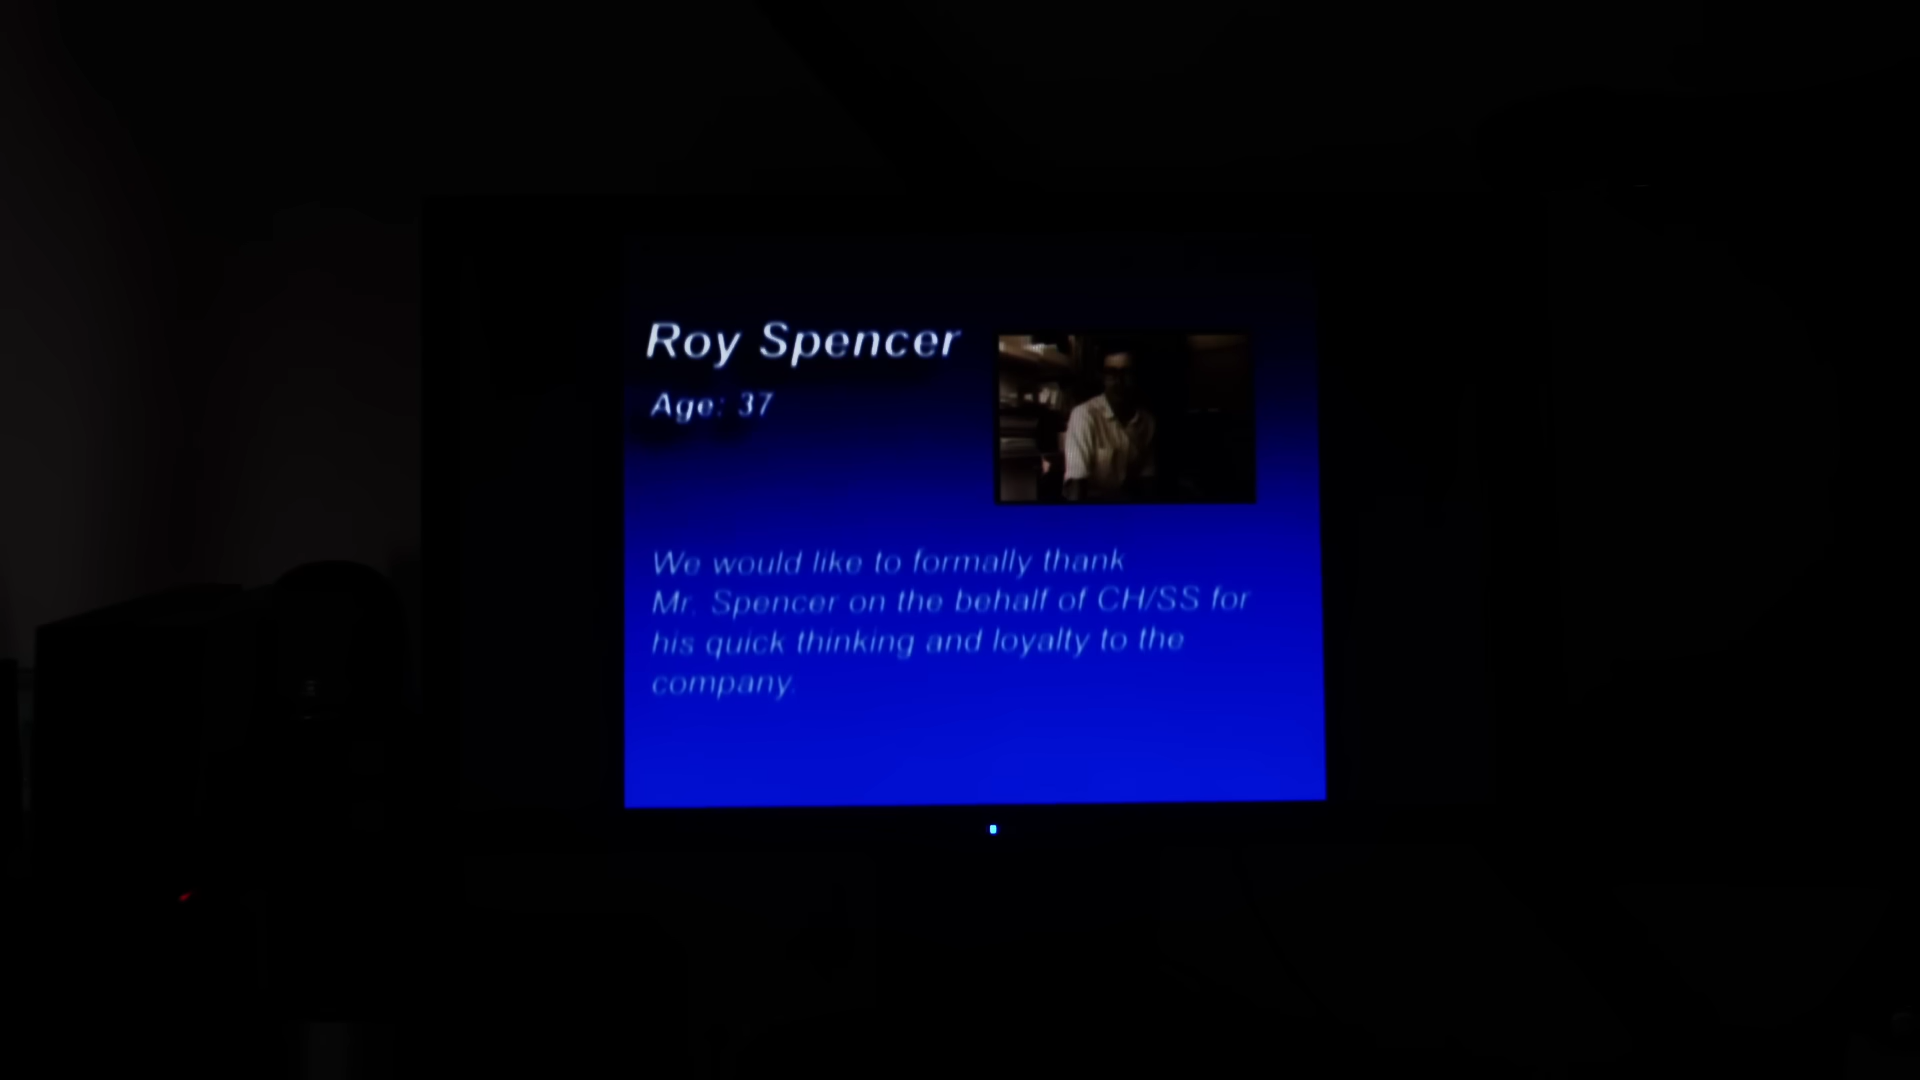 Roy Spencer
Age: 37
We would like to formally thank
Mr. Spencer on the behalf of CH/SS for
his quick thinking and loyalty to the
company.